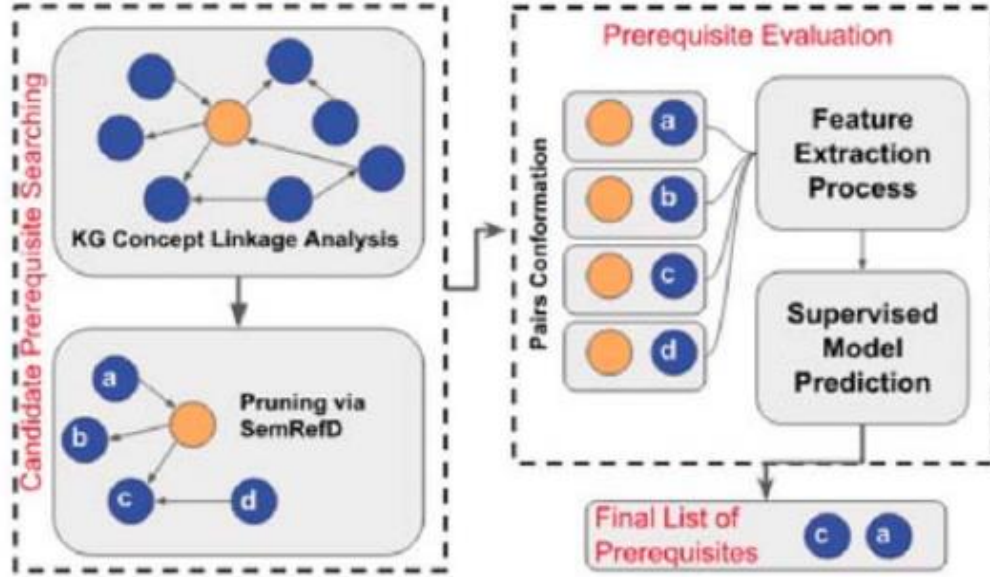 Candidate Prerequisite Searching
KG Concept Linkage Analysis
a
b
c
d
Pruning via
SemRefD
Prerequisite Evaluation
Pairs Conformation
a
b
c
d
Feature
Extraction
Process
Supervised
Model
Prediction
Final List of
Prerequisites
c a